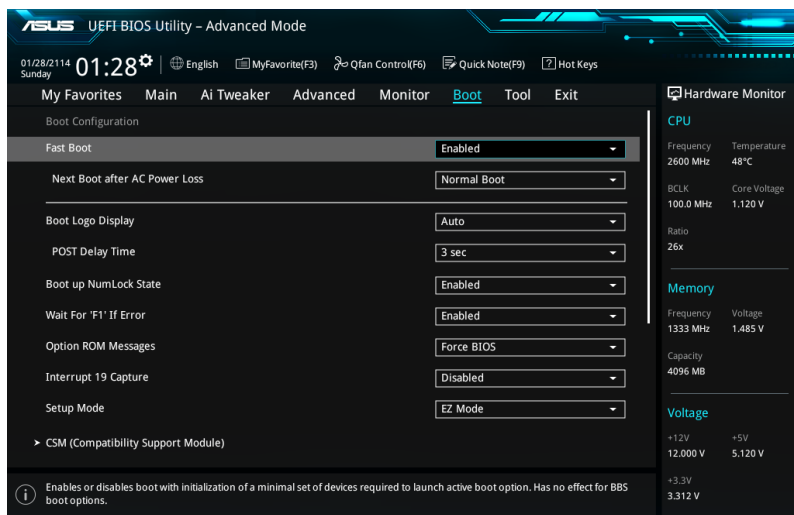 ASUS UEFI BIOS Utility – Advanced Mode
01/28/2114
Sunday
01:28
English
MyFavorite(F3)
Qfan Control(F6)
Quick Note(F9)
? Hot Keys
My Favorites
Main
Ai Tweaker
Advanced
Monitor
Boot
Tool
Exit
Boot Configuration
Fast Boot Enabled
Next Boot after AC Power Loss Normal Boot
Boot Logo Display Auto
POST Delay Time 3 sec
Boot up NumLock State Enabled
Wait For 'F1' If Error Enabled
Option ROM Messages Force BIOS
Interrupt 19 Capture Disabled
Setup Mode EZ Mode
CSM (Compatibility Support Module)
Enables or disables boot with initialization of a minimal set of devices required to launch active boot option. Has no effect for BBS
boot options.
Hardware Monitor
CPU
Frequency Temperature
2600 MHz 48°C
BCLK Core Voltage
100.0 MHz 1.120 V
Ratio
26x
Memory
Frequency Voltage
1333 MHz 1.485 V
Capacity
4096 MB
Voltage
+12V +5V
12.000 V 5.120 V
+3.3V
3.312 V